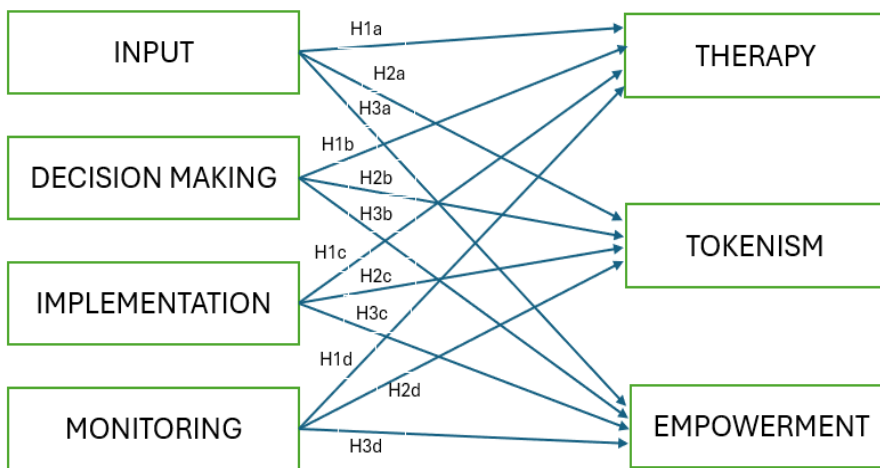 INPUT
H1a
THERAPY
H2a
H3a
H1b
DECISION MAKING
H2b
H3b
TOKENISM
H1c
H2c
IMPLEMENTATION
H3c
H1d
H2d
MONITORING
EMPOWERMENT
H3d